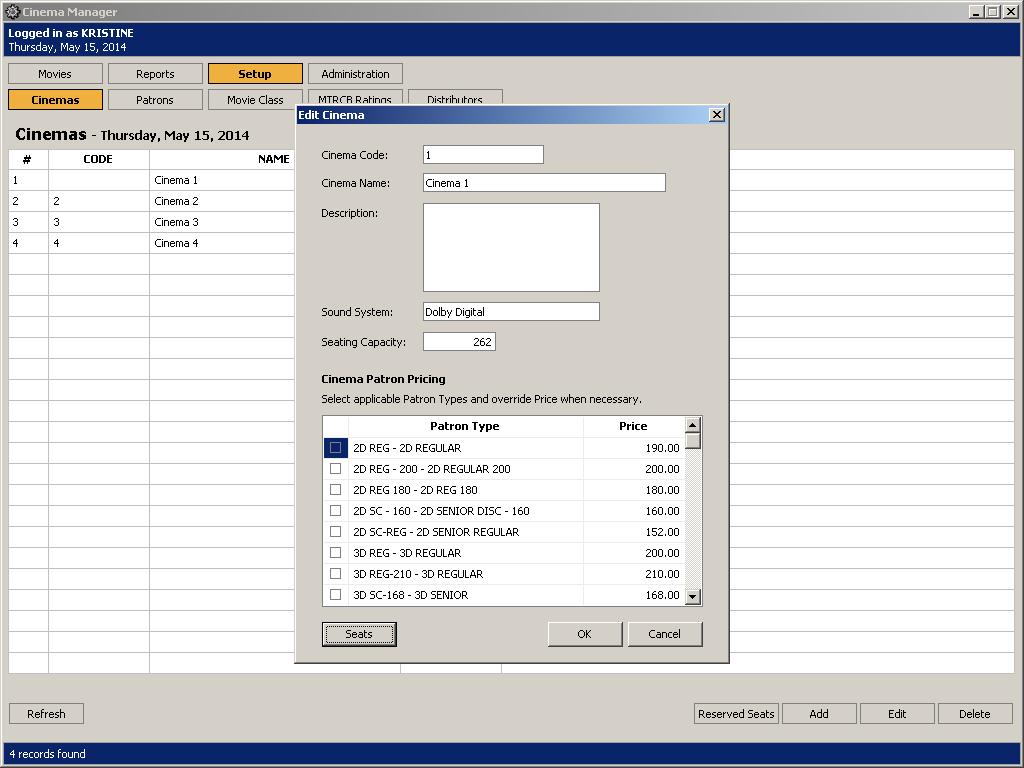 Cinema Manager
Logged in as KRISTINE
Thursday, May 15, 2014
Movies Reports Setup Administration
Cinemas Patrons Movie Class MTRCB Ratings Distributors
Cinemas - Thursday, May 15, 2014
# CODE NAME
1 Cinema 1
2 2 Cinema 2
3 3 Cinema 3
4 4 Cinema 4
Edit Cinema
Cinema Code: 1
Cinema Name: Cinema 1
Description:
Sound System: Dolby Digital
Seating Capacity: 262
Cinema Patron Pricing
Select applicable Patron Types and override Price when necessary.
Patron Type Price
2D REG - 2D REGULAR 190.00
2D REG - 200 - 2D REGULAR 200 200.00
2D REG 180 - 2D REG 180 180.00
2D SC - 160 - 2D SENIOR DISC - 160 160.00
2D SC-REG - 2D SENIOR REGULAR 152.00
3D REG - 3D REGULAR 200.00
3D REG-210 - 3D REGULAR 210.00
3D SC-168 - 3D SENIOR 168.00
Seats OK Cancel
Refresh Reserved Seats Add Edit Delete
4 records found